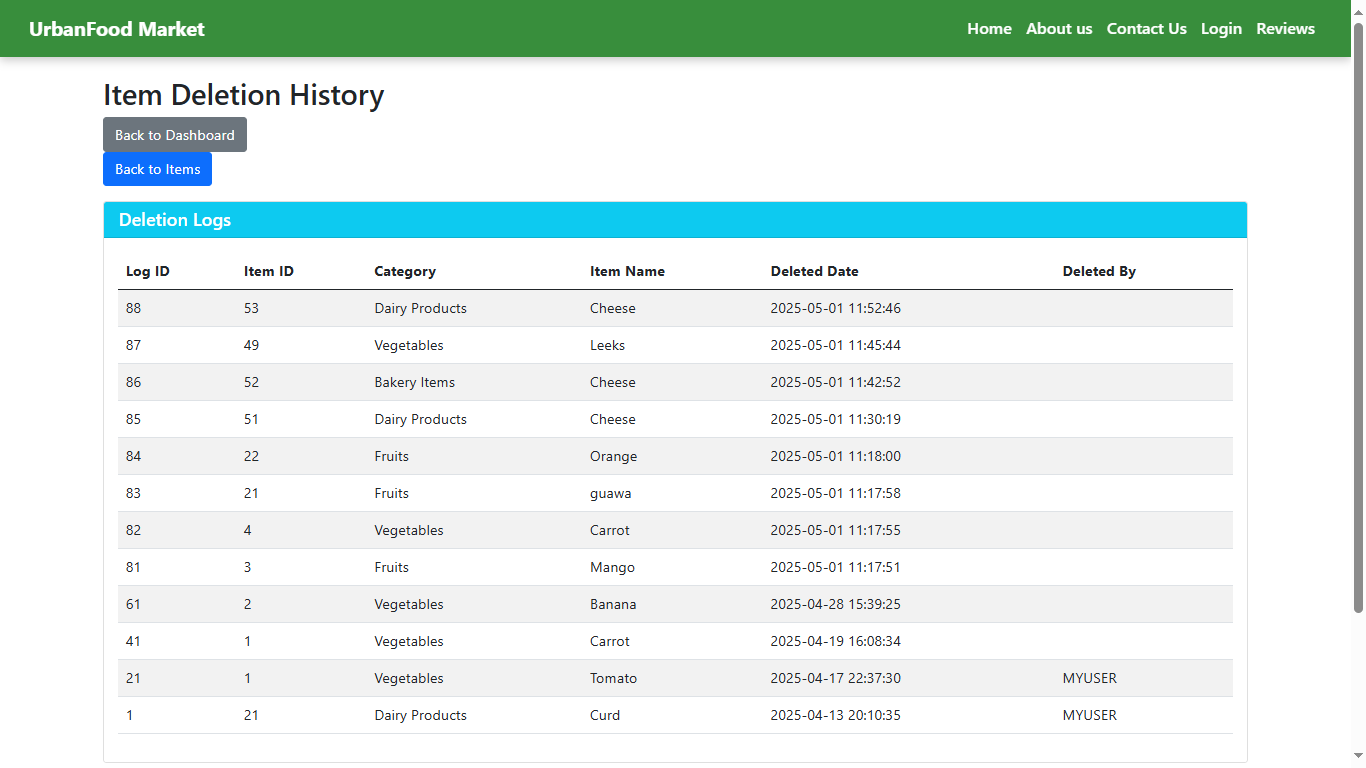 UrbanFood Market Home About us Contact Us Login Reviews
Item Deletion History
Back to Dashboard
Back to Items
Deletion Logs
Log ID Item ID Category Item Name Deleted Date Deleted By
88 53 Dairy Products Cheese 2025-05-01 11:52:46
87 49 Vegetables Leeks 2025-05-01 11:45:44
86 52 Bakery Items Cheese 2025-05-01 11:42:52
85 51 Dairy Products Cheese 2025-05-01 11:30:19
84 22 Fruits Orange 2025-05-01 11:18:00
83 21 Fruits guawa 2025-05-01 11:17:58
82 4 Vegetables Carrot 2025-05-01 11:17:55
81 3 Fruits Mango 2025-05-01 11:17:51
61 2 Vegetables Banana 2025-04-28 15:39:25
41 1 Vegetables Carrot 2025-04-19 16:08:34
21 1 Vegetables Tomato 2025-04-17 22:37:30 MYUSER
1 21 Dairy Products Curd 2025-04-13 20:10:35 MYUSER